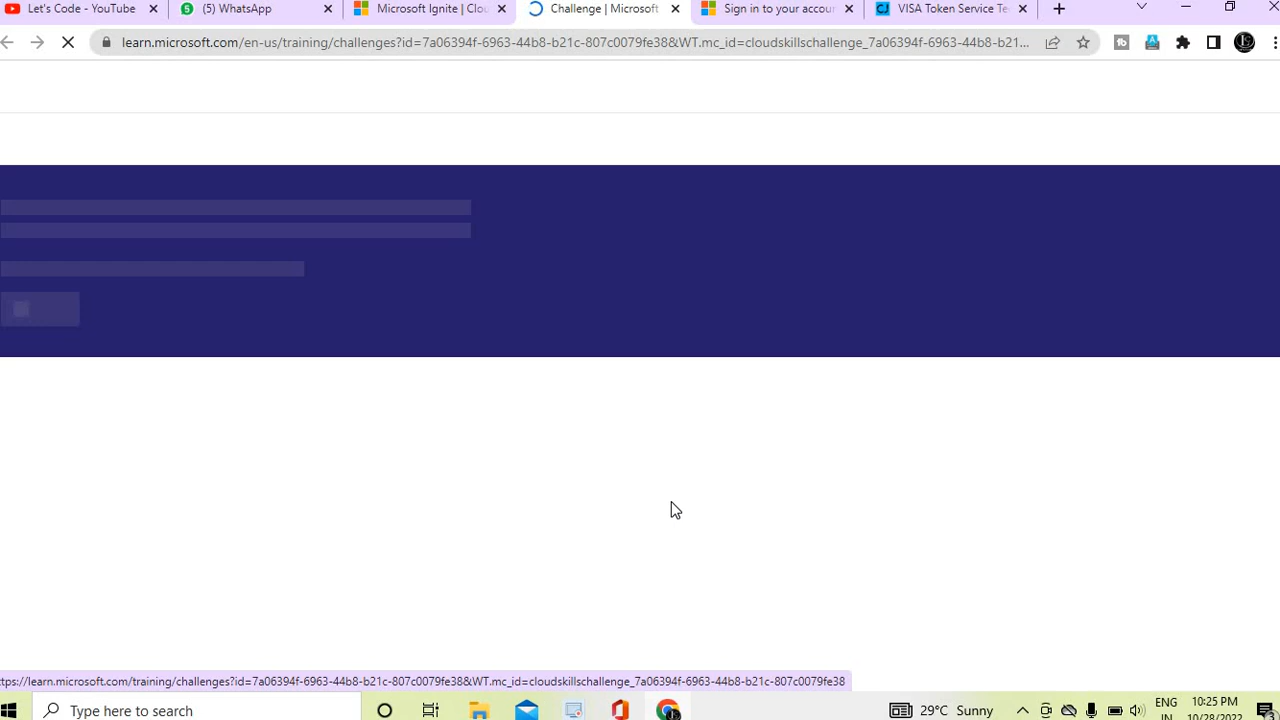 Let's Code - YouTube
(5) WhatsApp
Microsoft Ignite | Clou
Challenge | Microsoft
Sign in to your accoun
VISA Token Service Te
learn.microsoft.com/en-us/training/challenges?id=7a06394f-6963-44b8-b21c-807c0079fe38&WT.mc_id=cloudskillschallenge_7a06394f-6963-44b8-b21...
ttps://learn.microsoft.com/training/challenges?id=7a06394f-6963-44b8-b21c-807c0079fe38&WT.mc_id=cloudskillschallenge_7a06394f-6963-44b8-b21c-807c0079fe38
Type here to search
29°C Sunny
ENG
IN
10:25 PM
10/28/202